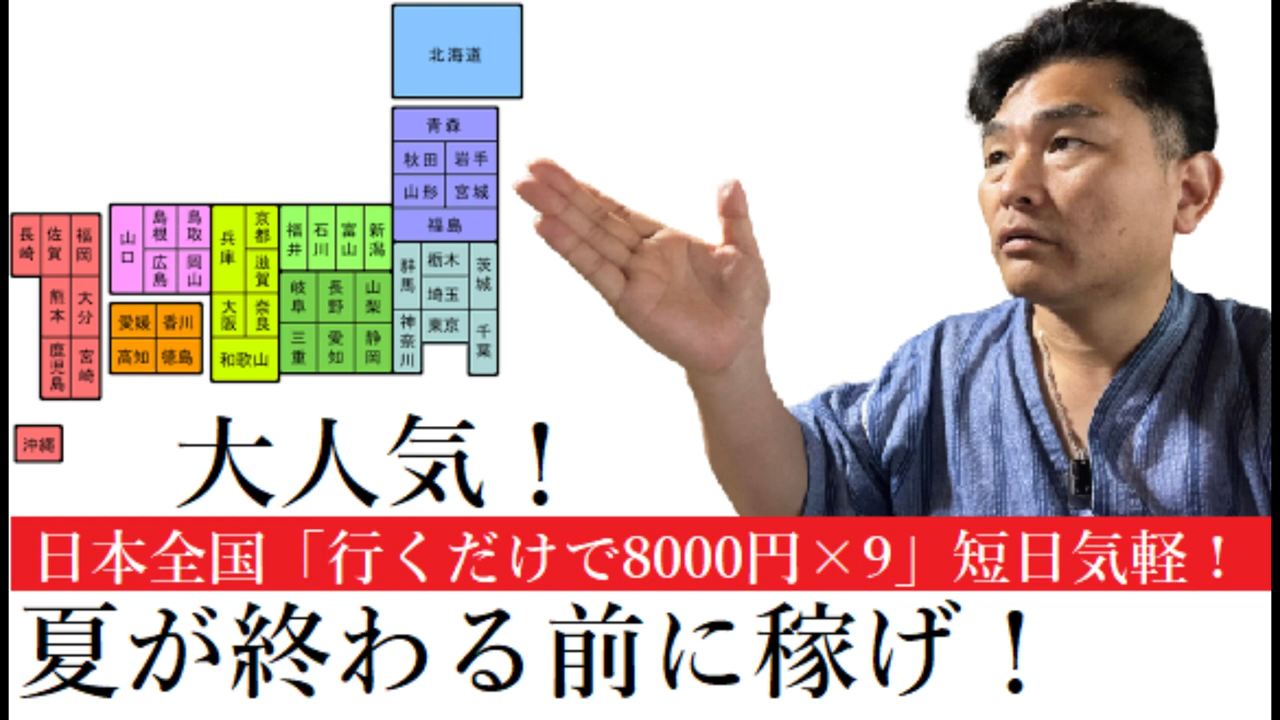 北海道
青森
秋田 岩手
山形 宮城
福島
群馬 栃木 茨城
埼玉
神奈川 東京 千葉
福井 石川 富山 新潟
岐阜 長野 山梨
三重 愛知 静岡
兵庫 京都
滋賀
大阪 奈良
和歌山
山口 島根 鳥取
広島 岡山
愛媛 香川
高知 徳島
長崎 佐賀 福岡
熊本 大分
鹿児島 宮崎
沖縄
大人気！
日本全国「行くだけで8000円×9」短日気軽！
夏が終わる前に稼げ！